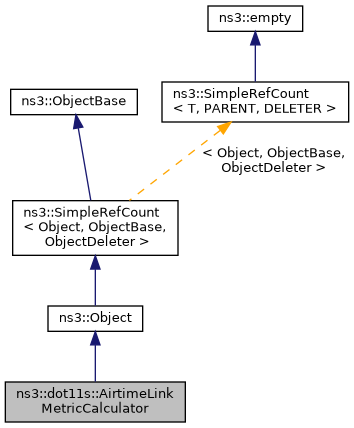 ns3::empty
ns3::SimpleRefCount
< T, PARENT, DELETER >
ns3::ObjectBase
< Object, ObjectBase,
ObjectDeleter >
ns3::SimpleRefCount
< Object, ObjectBase,
ObjectDeleter >
ns3::Object
ns3::dot11s::AirtimeLink
MetricCalculator